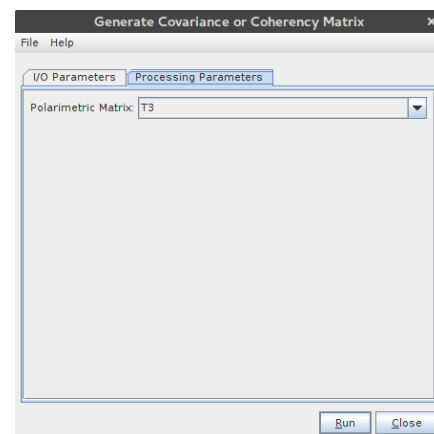 Generate Covariance or Coherency Matrix ×
File Help
I/O Parameters Processing Parameters
Polarimetric Matrix: T3
Run Close